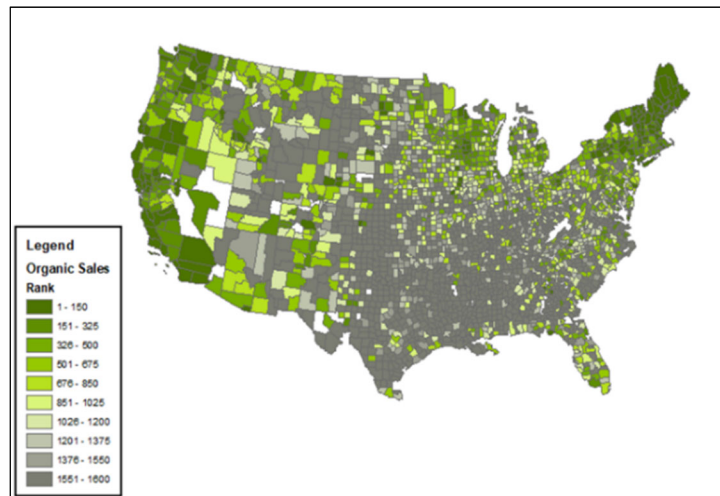 Legend
Organic Sales
Rank
1 - 150
151 - 325
326 - 500
501 - 675
676 - 850
851 - 1025
1026 - 1200
1201 - 1375
1376 - 1550
1551 - 1600